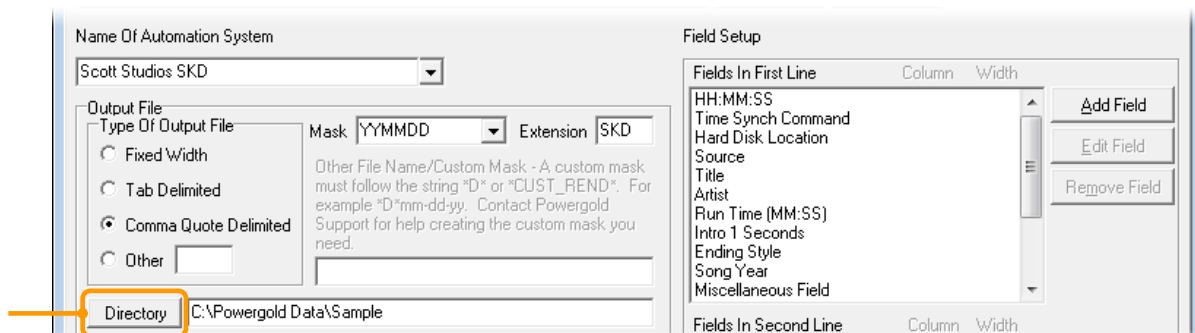 Name Of Automation System
Scott Studios SKD
Output File
Type Of Output File
Fixed Width
Tab Delimited
Comma Quote Delimited
Other
Mask YYMMDD Extension SKD
Other File Name/Custom Mask - A custom mask
must follow the string *D* or *CUST_REND*. For
example *D*mm-dd-yy. Contact Powergold
Support for help creating the custom mask you
need.
Directory C:\Powergold Data\Sample
Field Setup
Fields In First Line Column Width
HH:MM:SS
Time Synch Command
Hard Disk Location
Source
Title
Artist
Run Time (MM:SS)
Intro 1 Seconds
Ending Style
Song Year
Miscellaneous Field
Add Field
Edit Field
Remove Field
Fields In Second Line Column Width